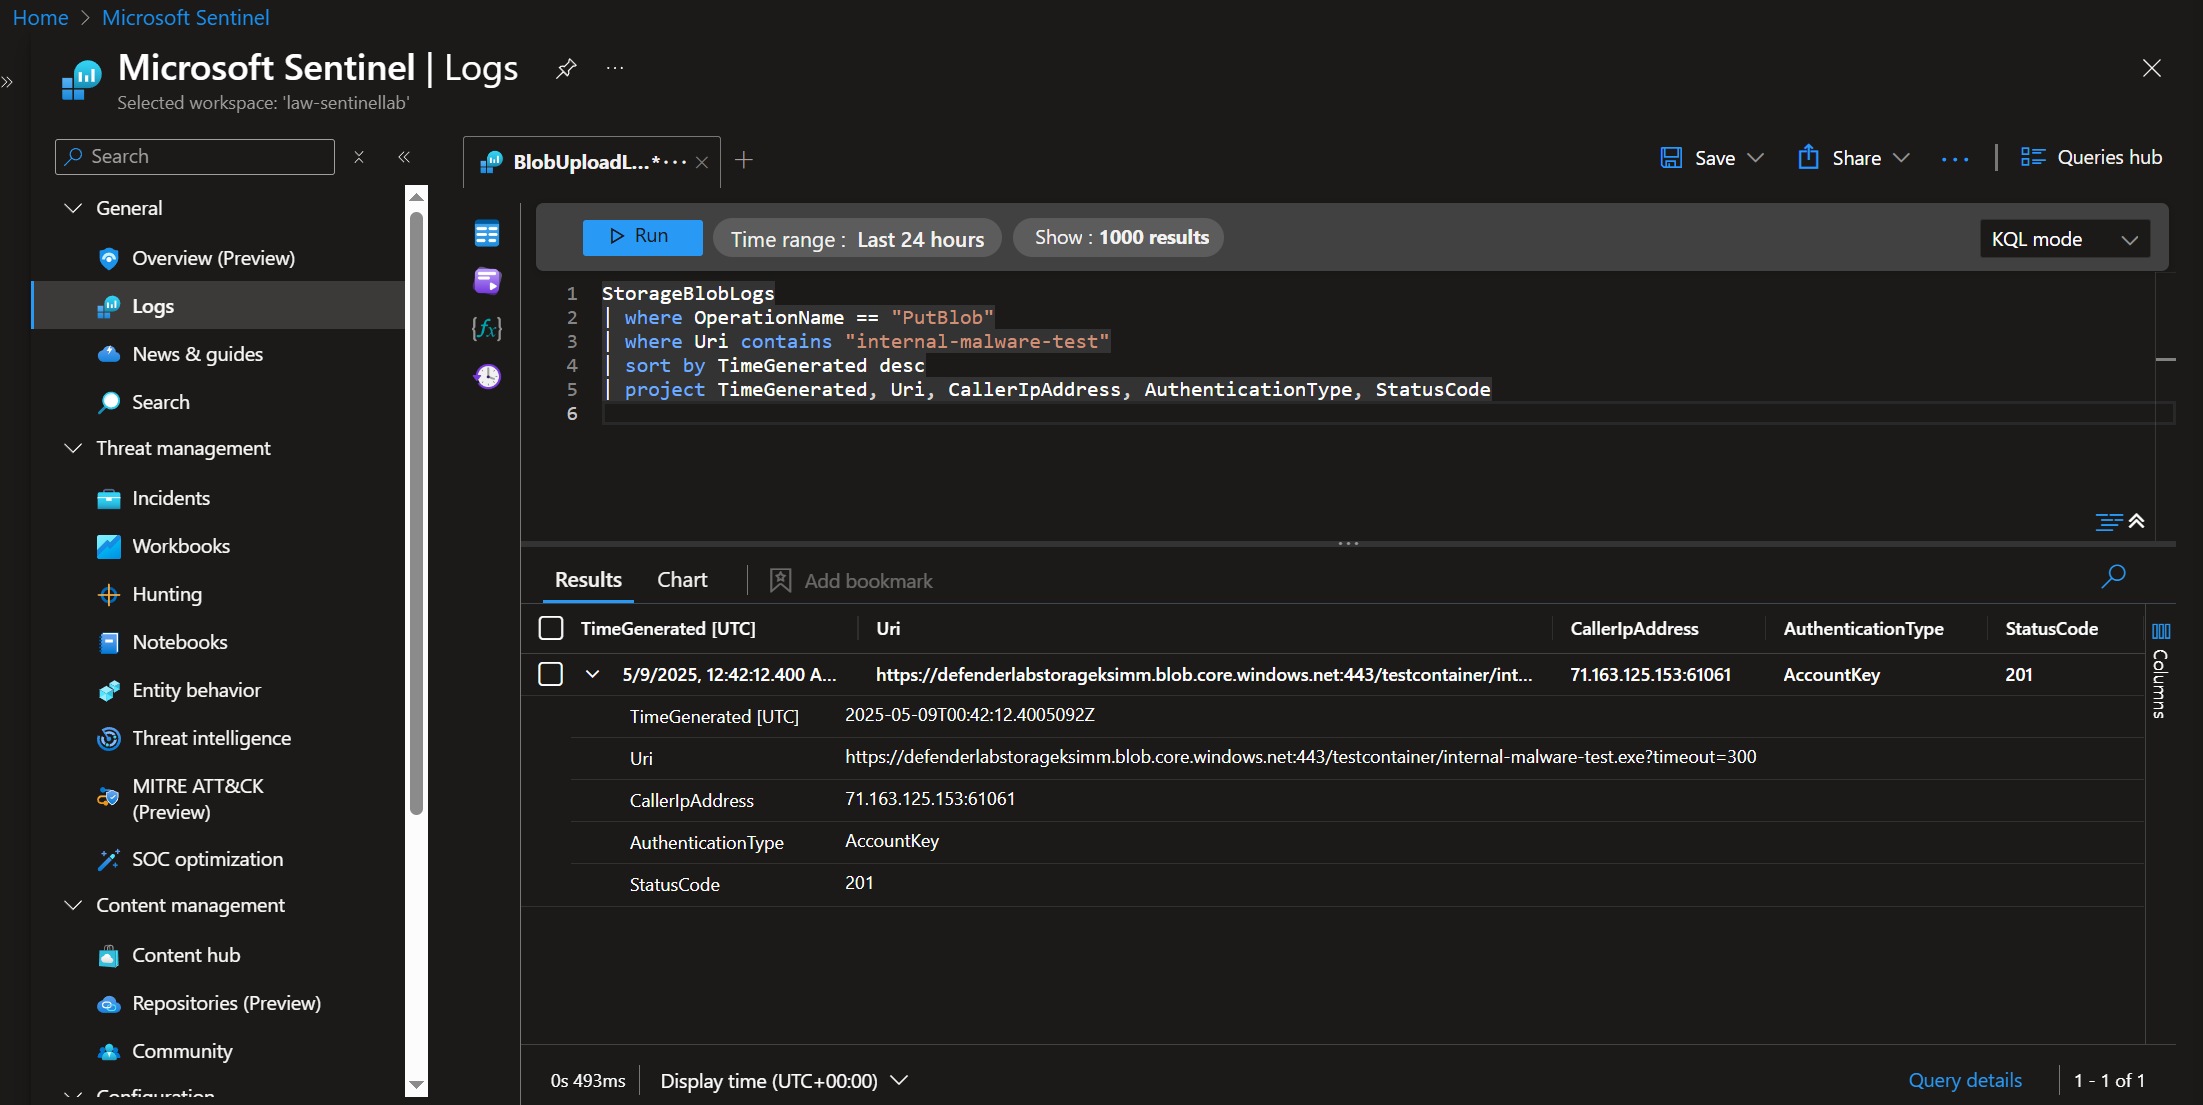 Home > Microsoft Sentinel
Microsoft Sentinel | Logs
Selected workspace: 'law-sentinellab'
Search
General
Overview (Preview)
Logs
News & guides
Search
Threat management
Incidents
Workbooks
Hunting
Notebooks
Entity behavior
Threat intelligence
MITRE ATT&CK
(Preview)
SOC optimization
Content management
Content hub
Repositories (Preview)
Community
Configuration
BlobUploadL...*
Save
Share
Queries hub
Run
Time range : Last 24 hours
Show : 1000 results
KQL mode
1 StorageBlobLogs
2 | where OperationName == "PutBlob"
3 | where Uri contains "internal-malware-test"
4 | sort by TimeGenerated desc
5 | project TimeGenerated, Uri, CallerIpAddress, AuthenticationType, StatusCode
6
Results Chart Add bookmark
TimeGenerated [UTC] Uri CallerIpAddress AuthenticationType StatusCode
5/9/2025, 12:42:12.400 A... https://defenderlabstorageksimm.blob.core.windows.net:443/testcontainer/int... 71.163.125.153:61061 AccountKey 201
TimeGenerated [UTC] 2025-05-09T00:42:12.4005092Z
Uri https://defenderlabstorageksimm.blob.core.windows.net:443/testcontainer/internal-malware-test.exe?timeout=300
CallerIpAddress 71.163.125.153:61061
AuthenticationType AccountKey
StatusCode 201
Columns
0s 493ms Display time (UTC+00:00) Query details 1 - 1 of 1